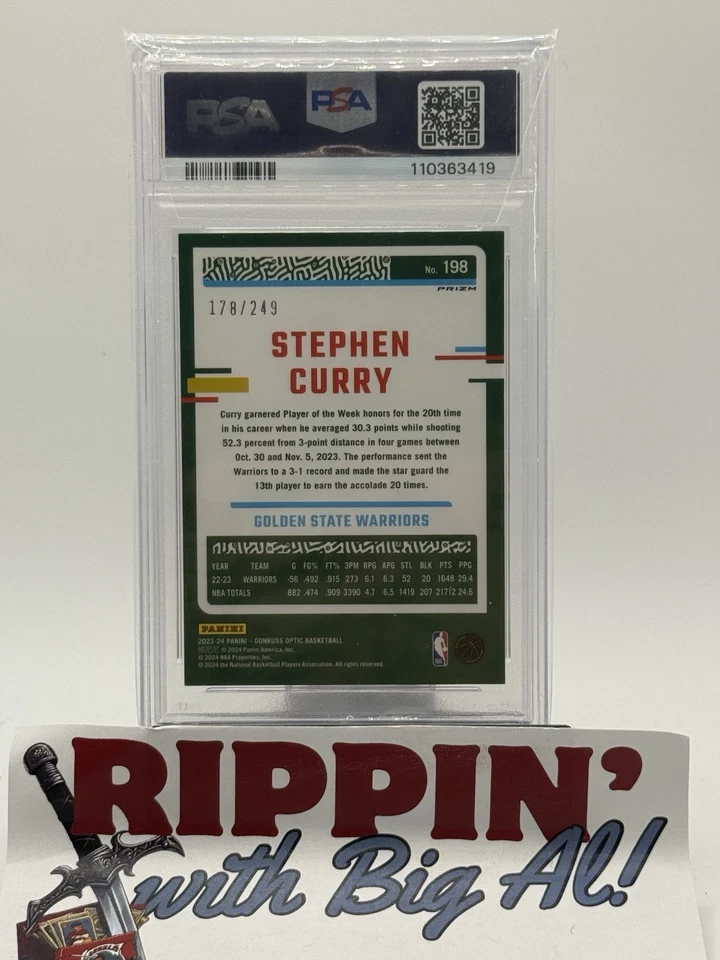 PSA PSA
110363419
No. 198
PRIZM
178/249
STEPHEN
CURRY
Curry garnered Player of the Week honors for the 20th time
in his career when he averaged 30.3 points while shooting
52.3 percent from 3-point distance in four games between
Oct. 30 and Nov. 5, 2023. The performance sent the
Warriors to a 3-1 record and made the star guard the
13th player to earn the accolade 20 times.
GOLDEN STATE WARRIORS
YEAR TEAM G FG% FT% 3PM RPG APG STL BLK PTS PPG
22-23 WARRIORS 56 .492 .915 273 6.1 6.3 52 20 1648 29.4
NBA TOTALS 882 .474 .909 3390 4.7 6.5 1419 207 21712 24.6
PANINI
2023-24 PANINI – DONRUSS OPTIC BASKETBALL
© 2024 Panini America, Inc.
© 2024 NBA Properties, Inc.
© 2024 the National Basketball Players Association. All rights reserved.
RIPPIN'
with Big Al!